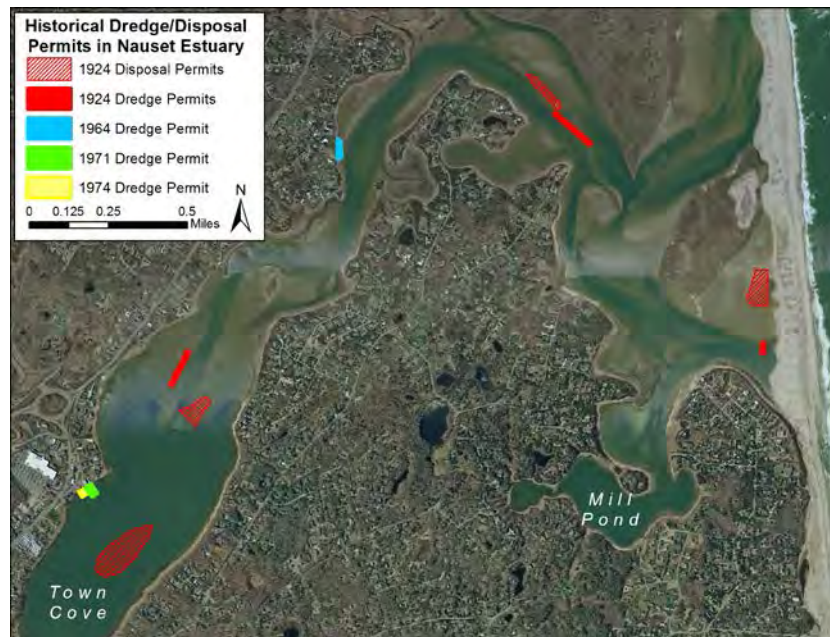 Historical Dredge/Disposal
Permits in Nauset Estuary
1924 Disposal Permits
1924 Dredge Permits
1964 Dredge Permit
1971 Dredge Permit
1974 Dredge Permit
N
0 0.125 0.25 0.5
Miles
Mill
Pond
Town
Cove